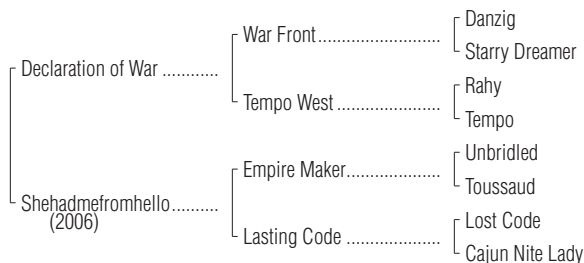 Danzig
War Front
Starry Dreamer
Declaration of War
Rahy
Tempo West
Tempo
Unbridled
Empire Maker
Toussaud
Shehadmefromhello
(2006)
Lost Code
Lasting Code
Cajun Nite Lady